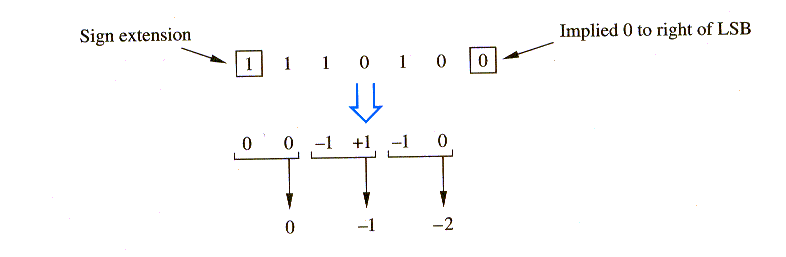 Sign extension
Implied 0 to right of LSB
1 1 1 0 1 0 0
0 0 –1 +1 –1 0
0 –1 –2